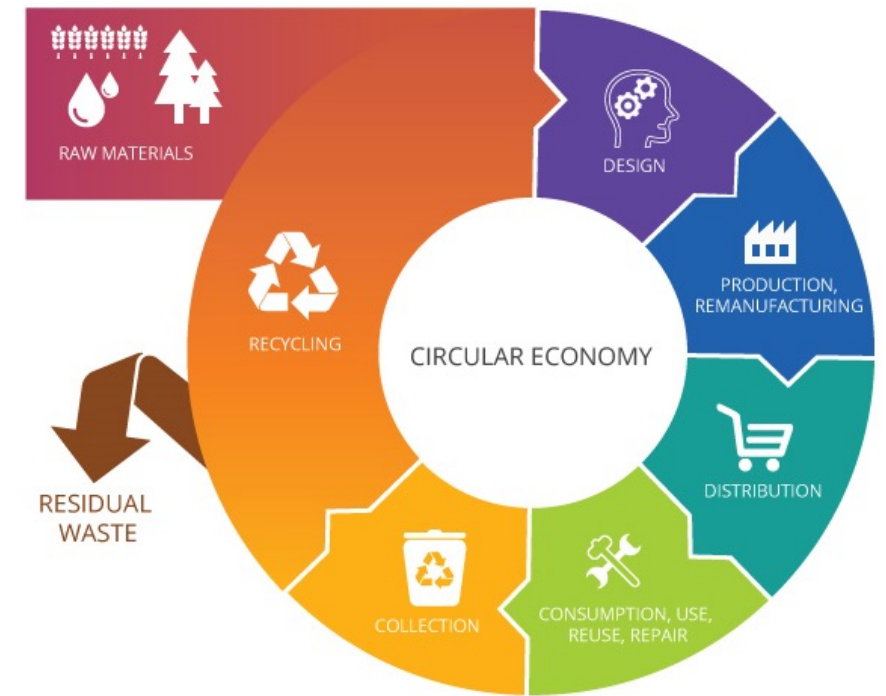 RAW MATERIALS
DESIGN
PRODUCTION,
REMANUFACTURING
RECYCLING
CIRCULAR ECONOMY
DISTRIBUTION
RESIDUAL
WASTE
CONSUMPTION, USE,
REUSE, REPAIR
COLLECTION